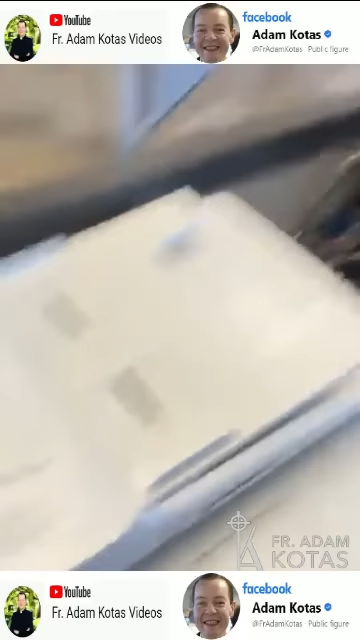 YouTube
Fr. Adam Kotas Videos
facebook
Adam Kotas
@FrAdamKotas · Public figure
FR. ADAM
KOTAS
YouTube
Fr. Adam Kotas Videos
facebook
Adam Kotas
@FrAdamKotas · Public figure